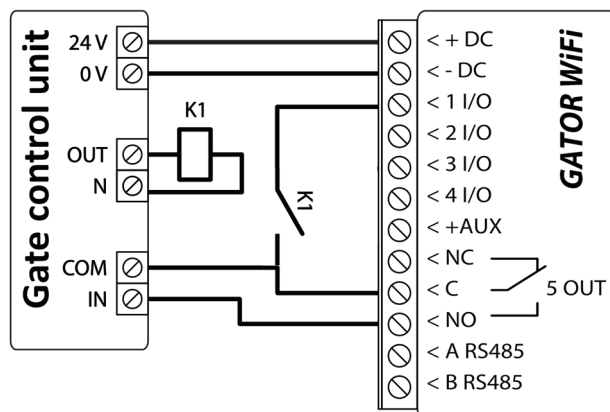 Gate control unit
24 V
0 V
OUT
N
COM
IN
K1
K1
< + DC
< - DC
< 1 I/O
< 2 I/O
< 3 I/O
< 4 I/O
< +AUX
< NC
< C
< NO
< A RS485
< B RS485
5 OUT
GATOR WiFi